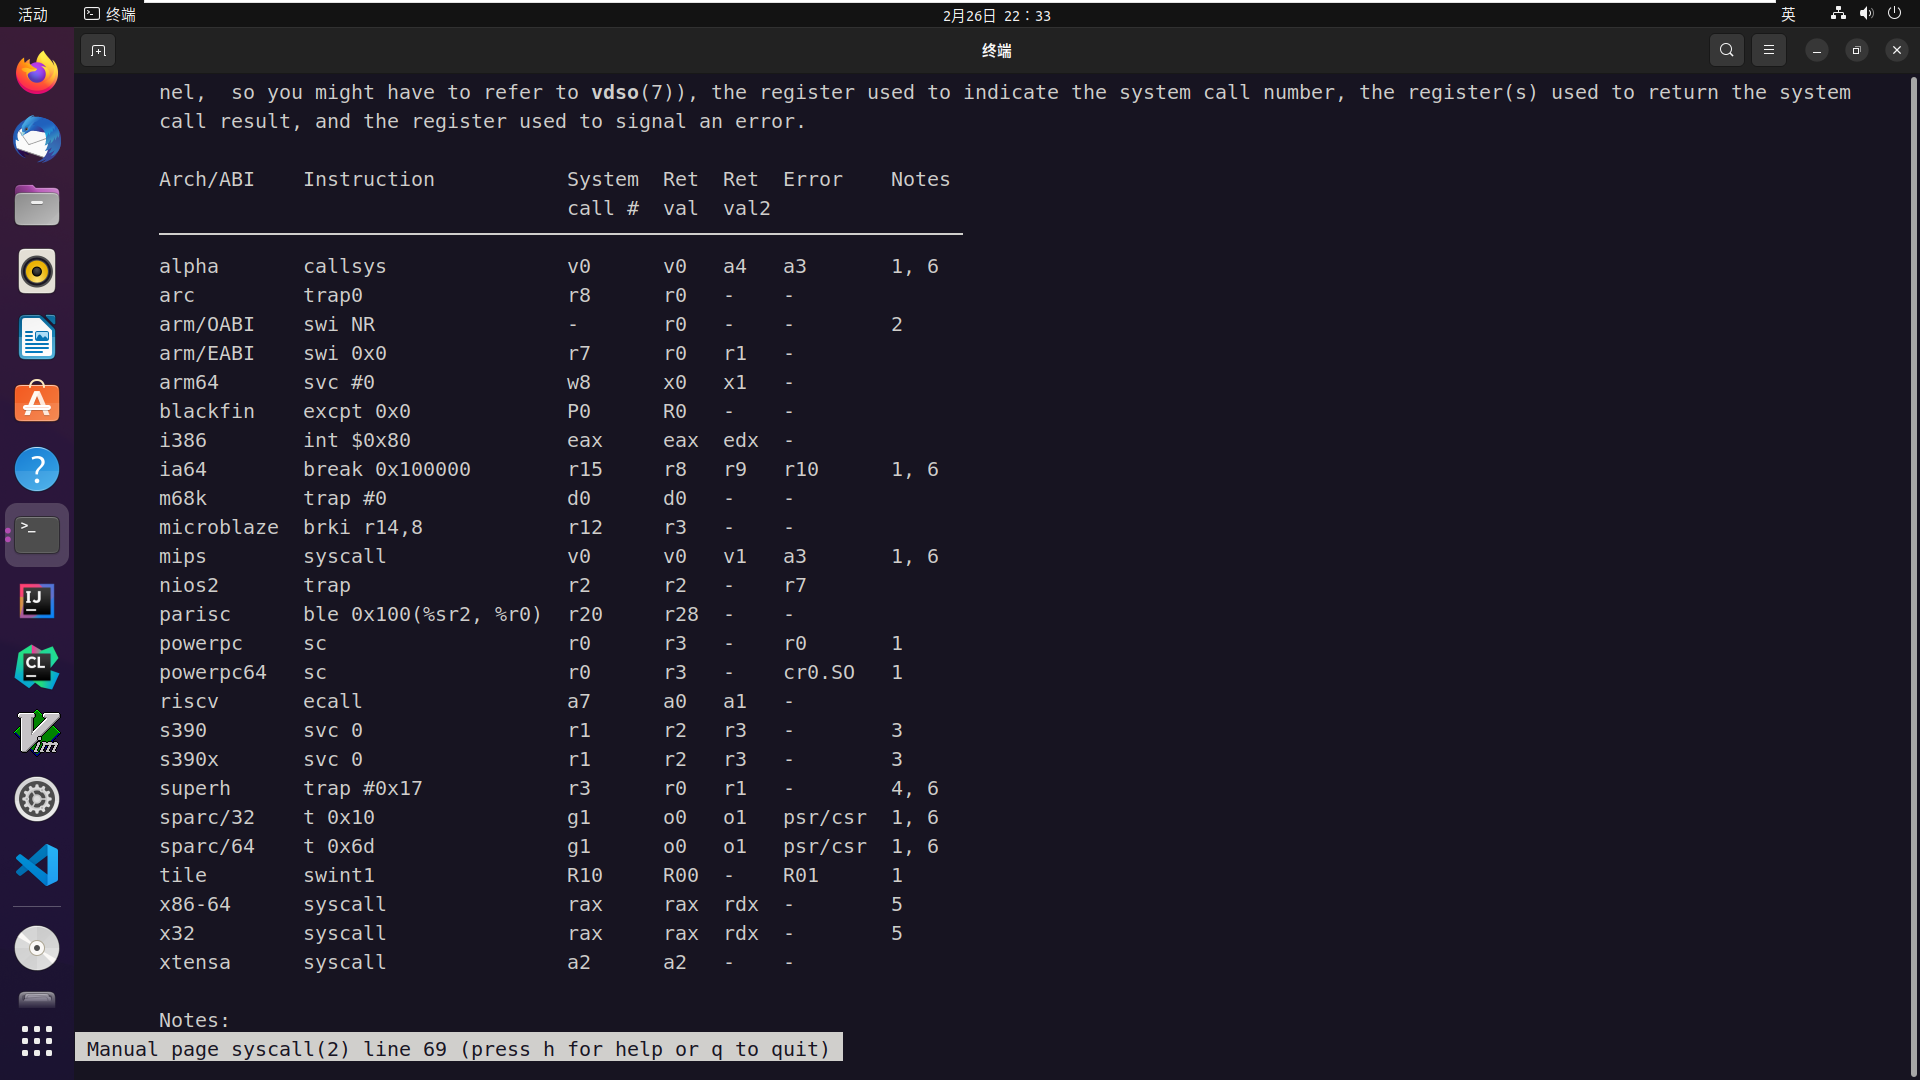 活动 终端 2月26日 22：33 英
终端
nel,  so you might have to refer to vdso(7)), the register used to indicate the system call number, the register(s) used to return the system
call result, and the register used to signal an error.
Arch/ABI    Instruction           System  Ret  Ret  Error    Notes
call #  val  val2
alpha       callsys               v0      v0   a4   a3       1, 6
arc         trap0                 r8      r0   -    -
arm/OABI    swi NR                -       r0   -    -        2
arm/EABI    swi 0x0               r7      r0   r1   -
arm64       svc #0                w8      x0   x1   -
blackfin    excpt 0x0             P0      R0   -    -
i386        int $0x80             eax     eax  edx  -
ia64        break 0x100000        r15     r8   r9   r10      1, 6
m68k        trap #0               d0      d0   -    -
microblaze  brki r14,8            r12     r3   -    -
mips        syscall               v0      v0   v1   a3       1, 6
nios2       trap                  r2      r2   -    r7
parisc      ble 0x100(%sr2, %r0)  r20     r28  -    -
powerpc     sc                    r0      r3   -    r0       1
powerpc64   sc                    r0      r3   -    cr0.SO   1
riscv       ecall                 a7      a0   a1   -
s390        svc 0                 r1      r2   r3   -        3
s390x       svc 0                 r1      r2   r3   -        3
superh      trap #0x17            r3      r0   r1   -        4, 6
sparc/32    t 0x10                g1      o0   o1   psr/csr  1, 6
sparc/64    t 0x6d                g1      o0   o1   psr/csr  1, 6
tile        swint1                R10     R00  -    R01      1
x86-64      syscall               rax     rax  rdx  -        5
x32         syscall               rax     rax  rdx  -        5
xtensa      syscall               a2      a2   -    -
Notes:
Manual page syscall(2) line 69 (press h for help or q to quit)
IJ
CL
Vim